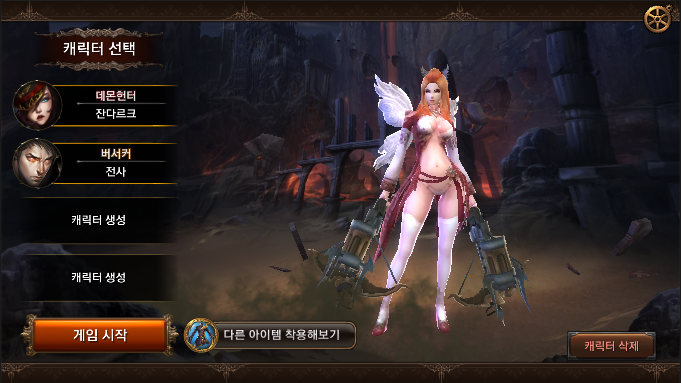 캐릭터 선택
데몬헌터
잔다르크
버서커
전사
캐릭터 생성
캐릭터 생성
게임 시작
다른 아이템 착용해보기
캐릭터 삭제